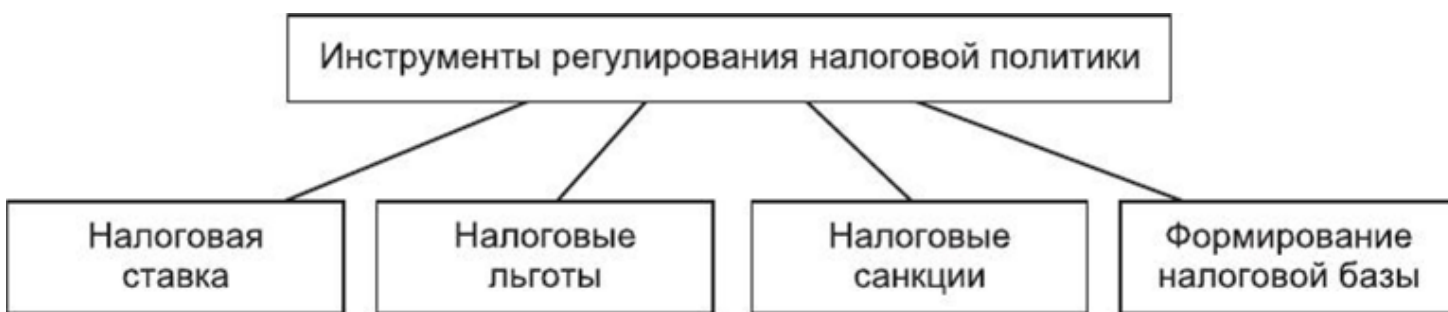 Инструменты регулирования налоговой политики
Налоговая
ставка
Налоговые
льготы
Налоговые
санкции
Формирование
налоговой базы